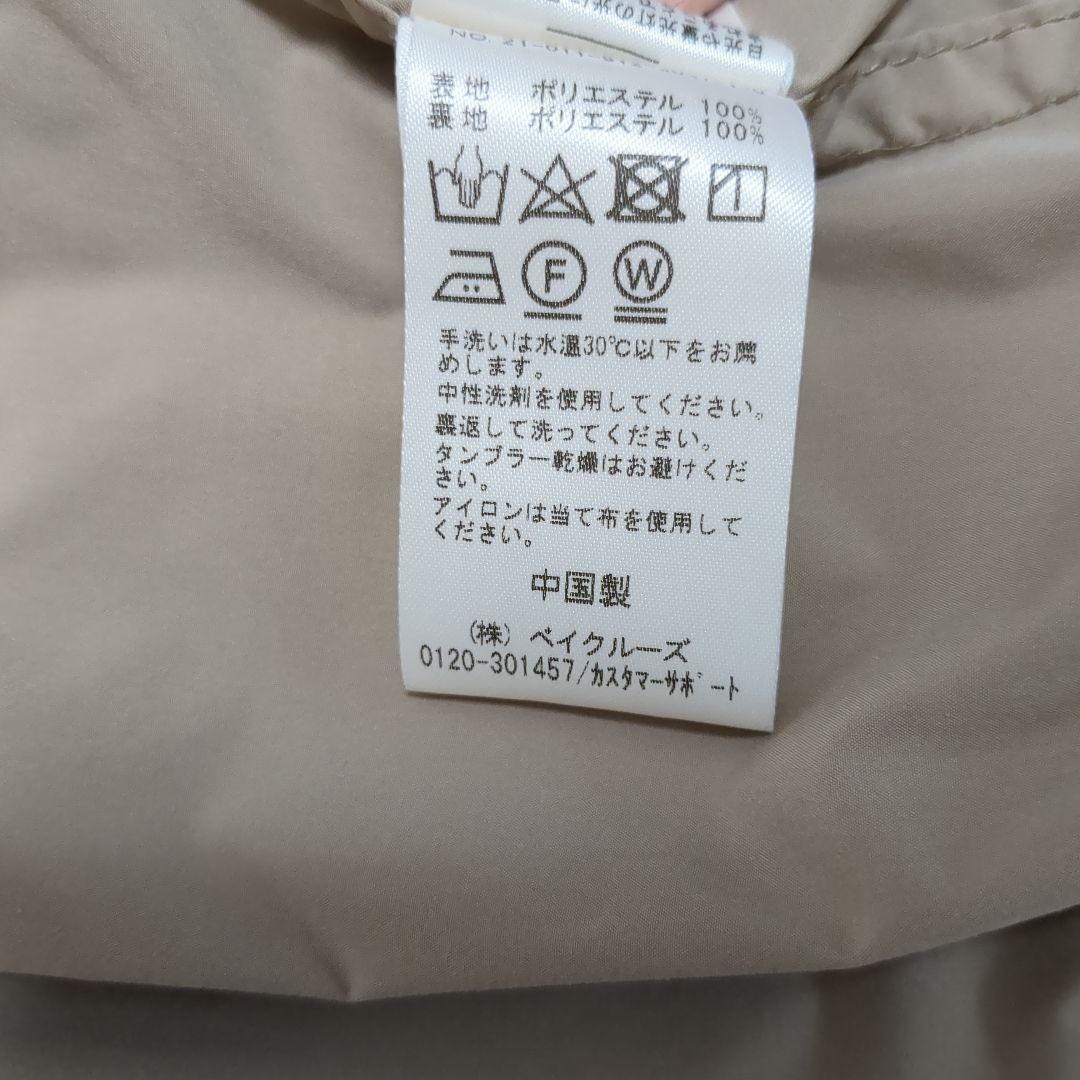 表地 ポリエステル 100%
裏地 ポリエステル 100%
F
W
手洗いは水温30℃以下をお薦
めします。
中性洗剤を使用してください。
裏返して洗ってください。
タンブラー乾燥はお避けくだ
さい。
アイロンは当て布を使用して
ください。
中国製
(株) ベイクルーズ
0120-301457/カスタマーサポート